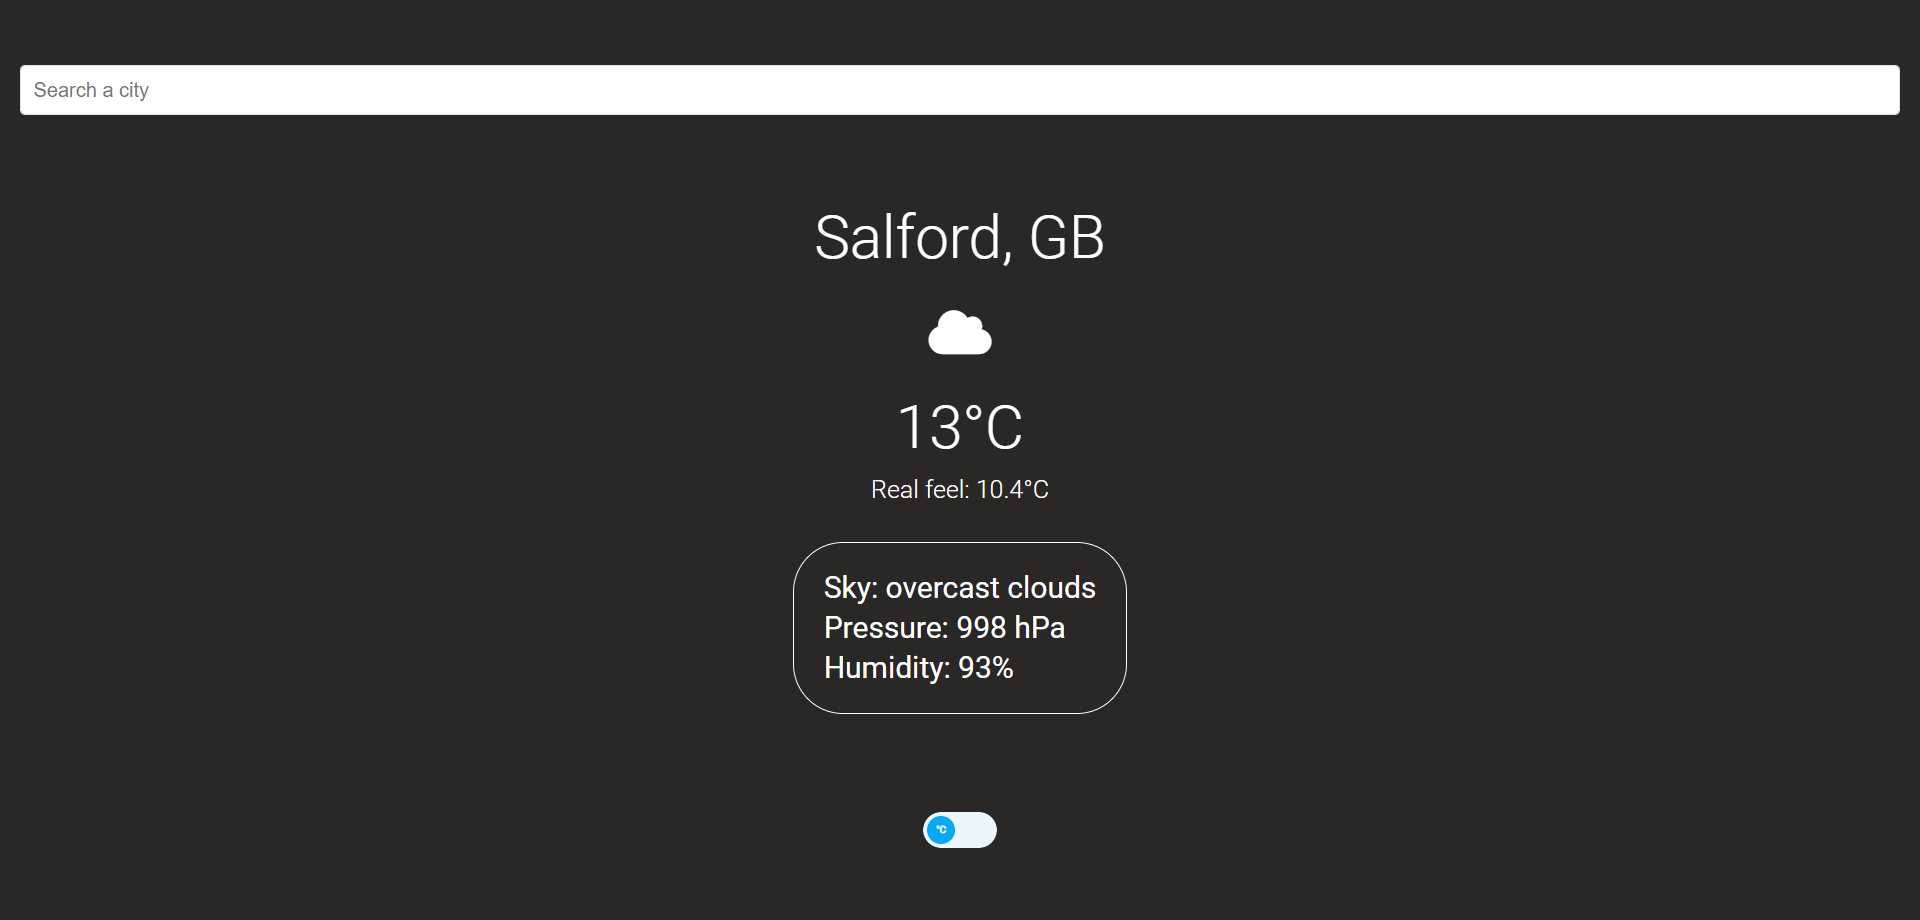 Search a city
Salford, GB
13°C
Real feel: 10.4°C
Sky: overcast clouds
Pressure: 998 hPa
Humidity: 93%
°C